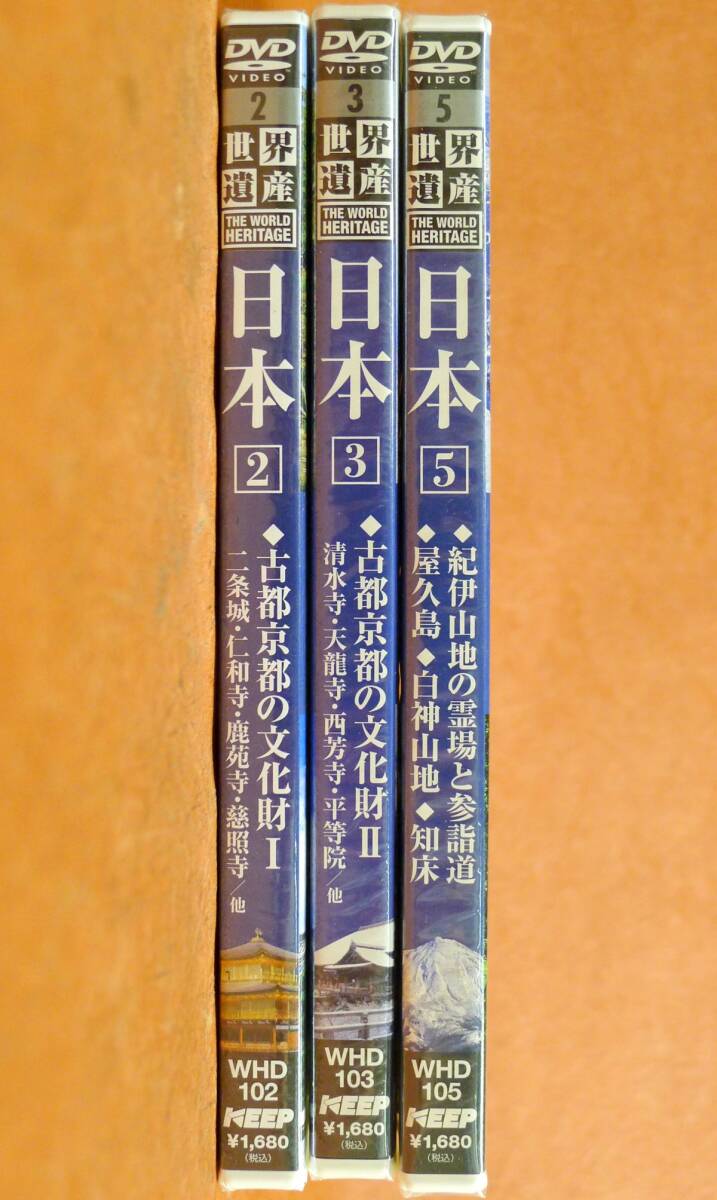 DVD
VIDEO
2
世界
遺産
THE WORLD
HERITAGE
日本
2
◆古都京都の文化財 I
二条城・仁和寺・鹿苑寺・慈照寺/他
WHD
102
KEEP
¥1,680
(税込)
DVD
VIDEO
3
世界
遺産
THE WORLD
HERITAGE
日本
3
◆古都京都の文化財 II
清水寺・天龍寺・西芳寺・平等院/他
WHD
103
KEEP
¥1,680
(税込)
DVD
VIDEO
5
世界
遺産
THE WORLD
HERITAGE
日本
5
◆紀伊山地の霊場と参詣道
◆屋久島◆白神山地◆知床
WHD
105
KEEP
¥1,680
(税込)